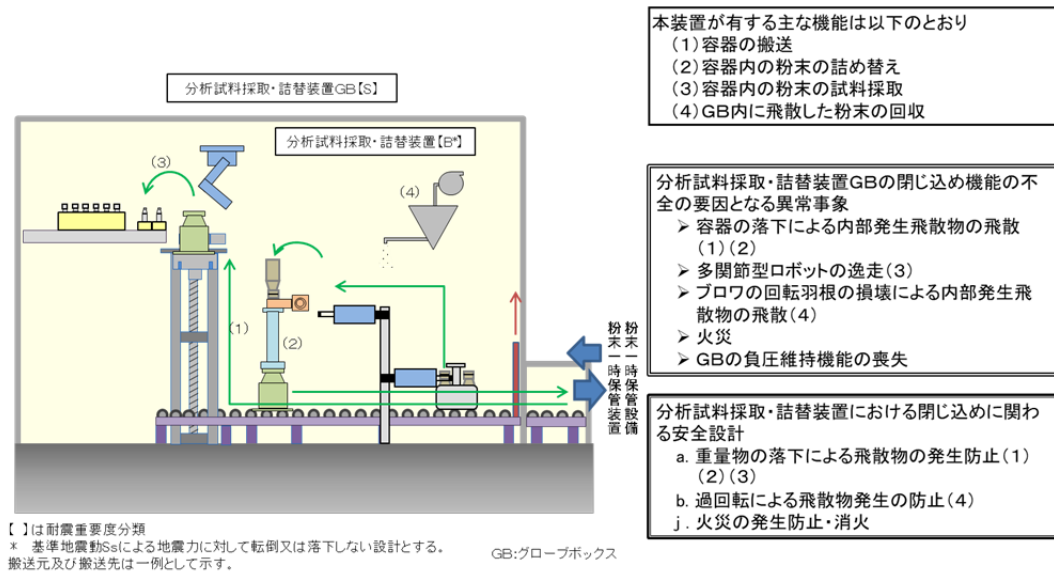 分析試料採取・詰替装置GB【S】
分析試料採取・詰替装置【B*】
(3)
(4)
(1)
(2)
粉末一時保管設備
粉末一時保管装置
【 】は耐震重要度分類
* 基準地震動Ssによる地震力に対して転倒又は落下しない設計とする。
搬送元及び搬送先は一例として示す。
GB:グローブボックス
本装置が有する主な機能は以下のとおり
(1)容器の搬送
(2)容器内の粉末の詰め替え
(3)容器内の粉末の試料採取
(4)GB内に飛散した粉末の回収
分析試料採取・詰替装置GBの閉じ込め機能の不
全の要因となる異常事象
➢ 容器の落下による内部発生飛散物の飛散
(1)(2)
➢ 多関節型ロボットの逸走(3)
➢ ブロワの回転羽根の損壊による内部発生飛
散物の飛散(4)
➢ 火災
➢ GBの負圧維持機能の喪失
分析試料採取・詰替装置における閉じ込めに関わ
る安全設計
a. 重量物の落下による飛散物の発生防止(1)
(2)(3)
b. 過回転による飛散物発生の防止(4)
j. 火災の発生防止・消火